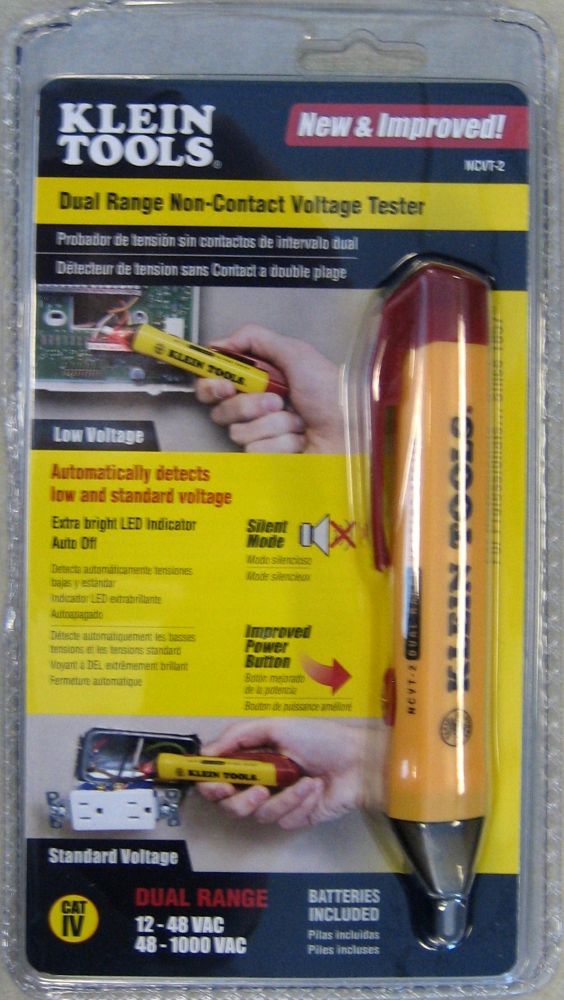 KLEIN
TOOLS®
New & Improved!
NCVT-2
Dual Range Non-Contact Voltage Tester
Probador de tensión sin contactos de intervalo dual
Détecteur de tension sans Contact a double plage
KLEIN TOOLS
Low Voltage
Automatically detects
low and standard voltage
Extra bright LED Indicator
Auto Off
Detecta automáticamente tensiones
bajas y estándar
Indicador LED extrabrillante
Autoapagado
Détecte automatiquement les basses
tensions et les tensions standard
Voyant à DEL extrêmement brillant
Fermeture automatique
Silent
Mode
Modo silencioso
Mode silencieux
Improved
Power
Button
Botón mejorado
de la potencia
Bouton de puissance amélioré
NCVT-2 DUAL
KLEIN TOOLS®
Since 1857
KLEIN TOOLS
Standard Voltage
CAT
IV
DUAL RANGE
12 - 48 VAC
48 - 1000 VAC
BATTERIES
INCLUDED
Pilas incluidas
Piles incluses